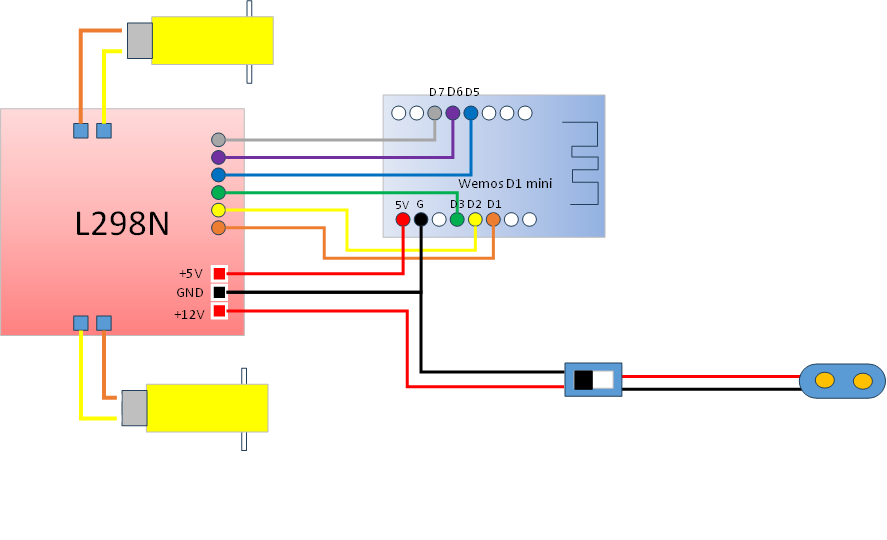 D7 D6 D5
Wemos D1 mini
5V G D3 D2 D1
L298N
+5V
GND
+12V